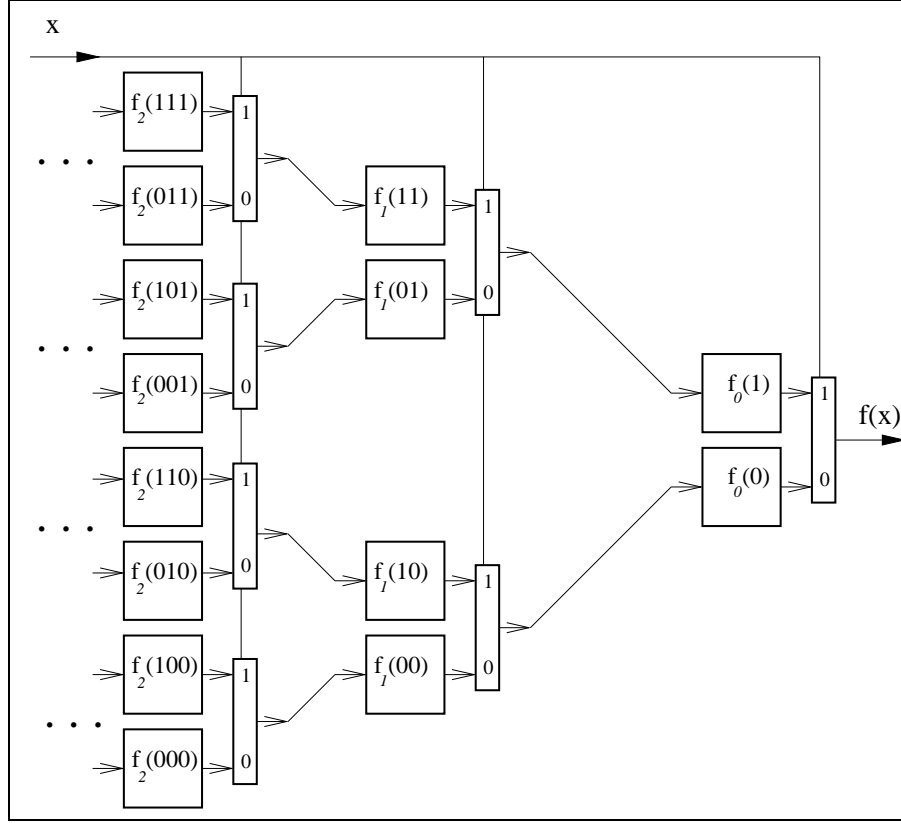 x
f2(111)
1
. . .
f2(011)
0
f1(11)
1
f2(101)
1
f1(01)
0
. . .
f2(001)
0
f0(1)
1
f(x)
f2(110)
1
f0(0)
0
. . .
f2(010)
0
f1(10)
1
f2(100)
1
f1(00)
0
. . .
f2(000)
0